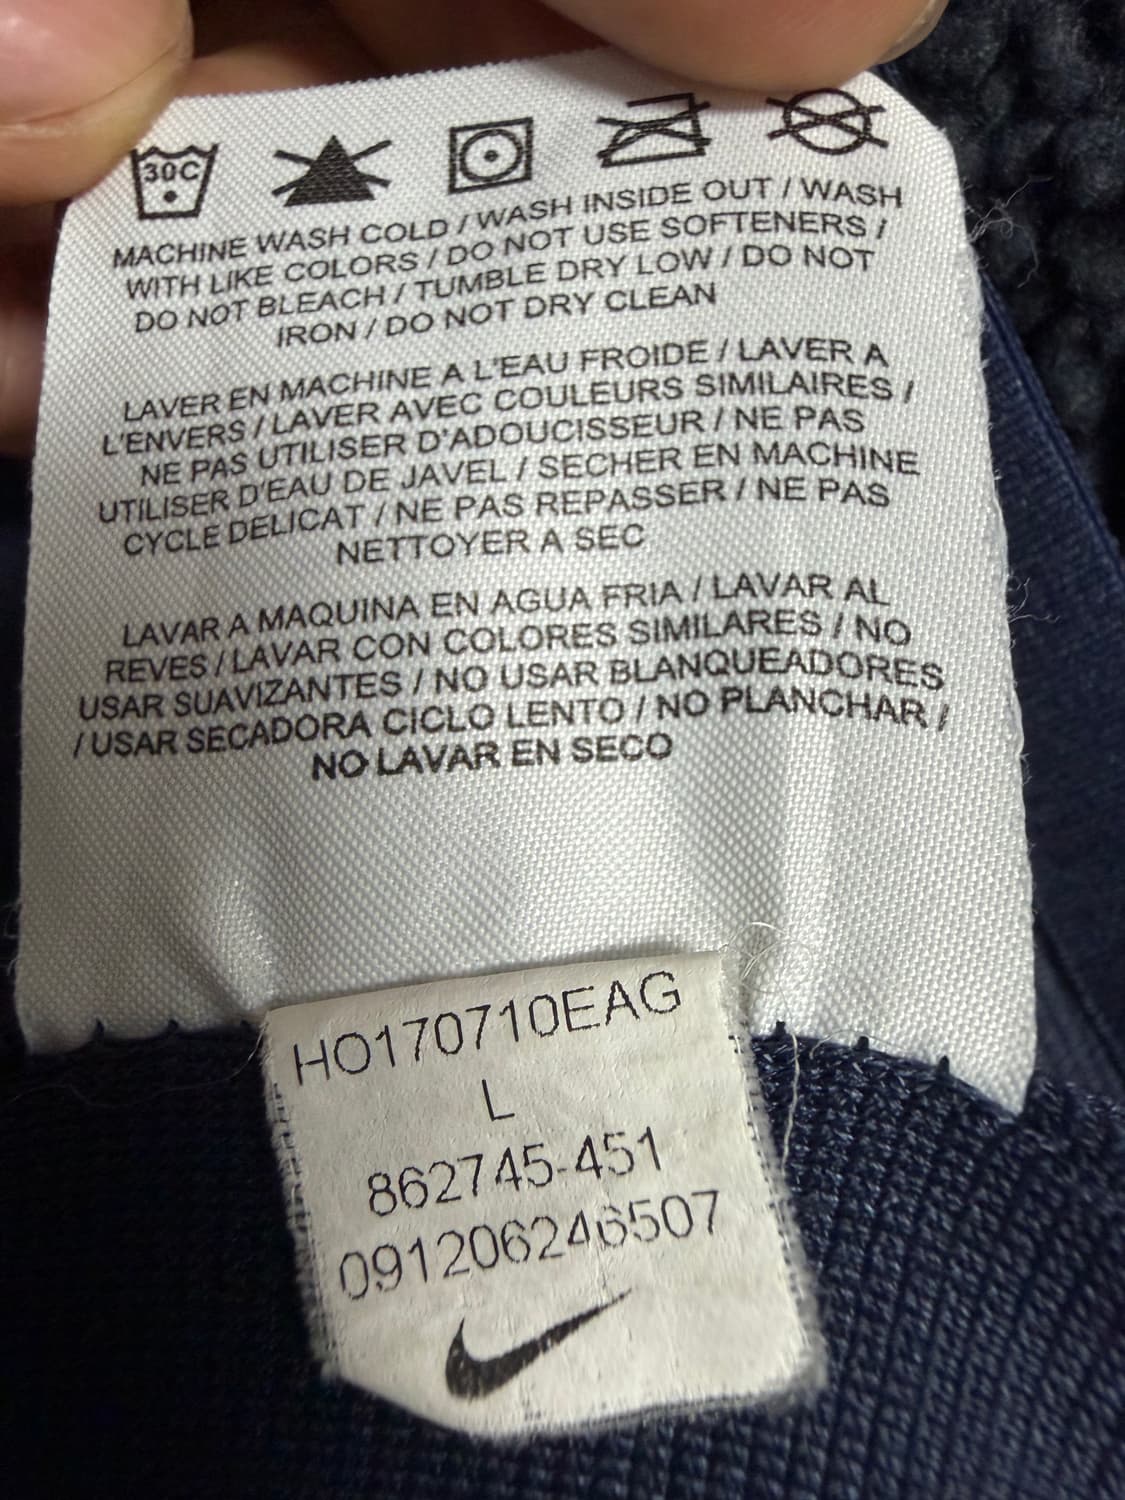 30C
MACHINE WASH COLD / WASH INSIDE OUT / WASH
WITH LIKE COLORS / DO NOT USE SOFTENERS /
DO NOT BLEACH / TUMBLE DRY LOW / DO NOT
IRON / DO NOT DRY CLEAN
LAVER EN MACHINE A L'EAU FROIDE / LAVER A
L'ENVERS / LAVER AVEC COULEURS SIMILAIRES /
NE PAS UTILISER D'ADOUCISSEUR / NE PAS
UTILISER D'EAU DE JAVEL / SECHER EN MACHINE
CYCLE DELICAT / NE PAS REPASSER / NE PAS
NETTOYER A SEC
LAVAR A MAQUINA EN AGUA FRIA / LAVAR AL
REVES / LAVAR CON COLORES SIMILARES / NO
USAR SUAVIZANTES / NO USAR BLANQUEADORES
/ USAR SECADORA CICLO LENTO / NO PLANCHAR /
NO LAVAR EN SECO
HO170710EAG
L
862745-451
091206246507